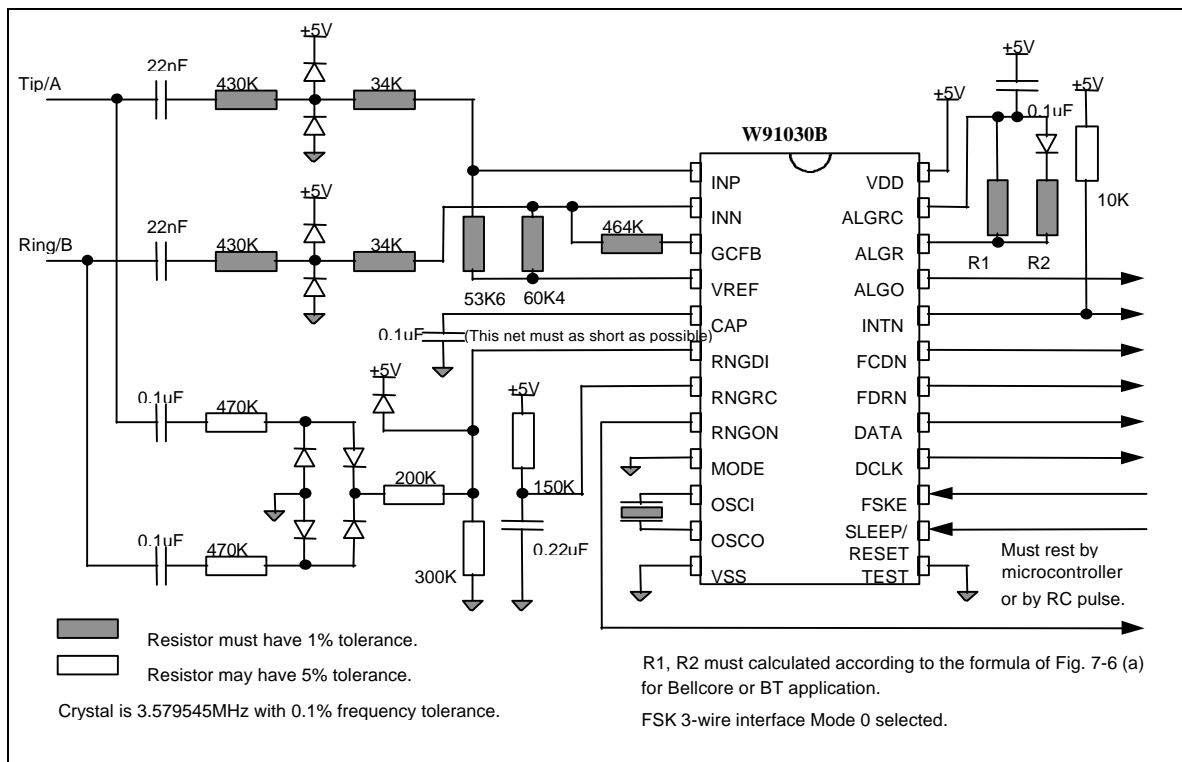 +5V
22nF
Tip/A
430K
34K
+5V
22nF
Ring/B
430K
34K
53K6
60K4
464K
0.1uF
(This net must as short as possible)
+5V
+5V
0.1uF
470K
200K
150K
0.1uF
470K
0.22uF
300K
W91030B
INP
INN
GCFB
VREF
CAP
RNGDI
RNGRC
RNGON
MODE
OSCI
OSCO
VSS
VDD
ALGRC
ALGR
ALGO
INTN
FCDN
FDRN
DATA
DCLK
FSKE
SLEEP/
RESET
TEST
+5V
+5V
0.1uF
+5V
10K
R1
R2
Must rest by
microcontroller
or by RC pulse.
Resistor must have 1% tolerance.
Resistor may have 5% tolerance.
Crystal is 3.579545MHz with 0.1% frequency tolerance.
R1, R2 must calculated according to the formula of Fig. 7-6 (a)
for Bellcore or BT application.
FSK 3-wire interface Mode 0 selected.